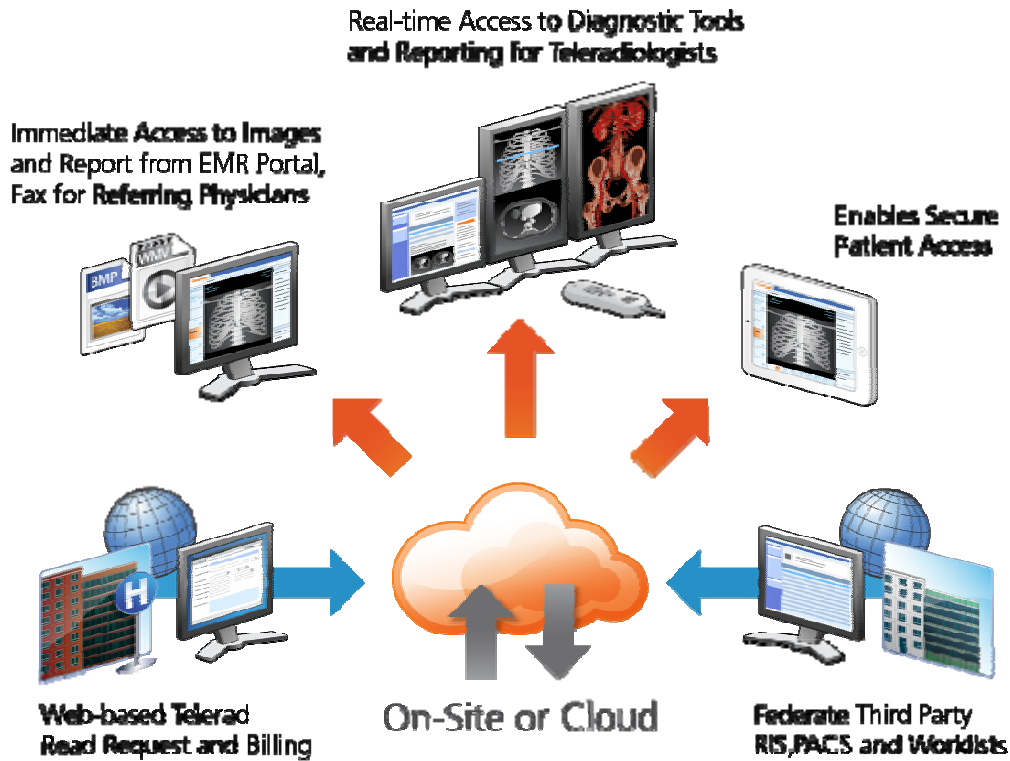 Real-time Access to Diagnostic Tools
and Reporting for Teleradiologists
Immediate Access to Images
and Report from EMR Portal,
Fax for Referring Physicians
Enables Secure
Patient Access
BMP
WMV
H
Web-based Telerad
Read Request and Billing
On-Site or Cloud
Federate Third Party
RIS,PACS and Worklists